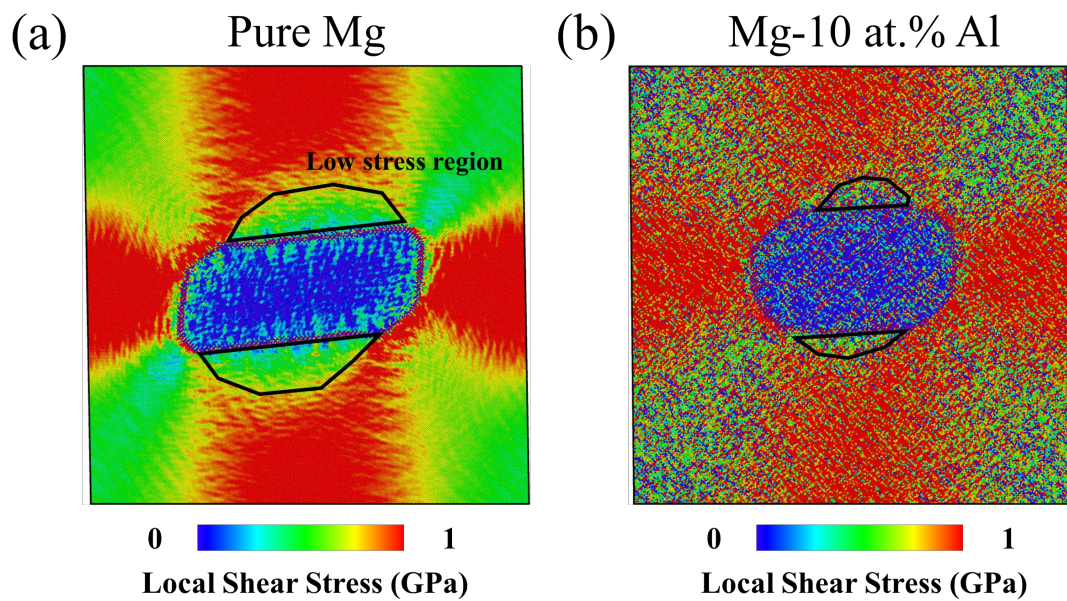 (a) Pure Mg
(b) Mg-10 at.% Al
Low stress region
0 1
Local Shear Stress (GPa)
0 1
Local Shear Stress (GPa)